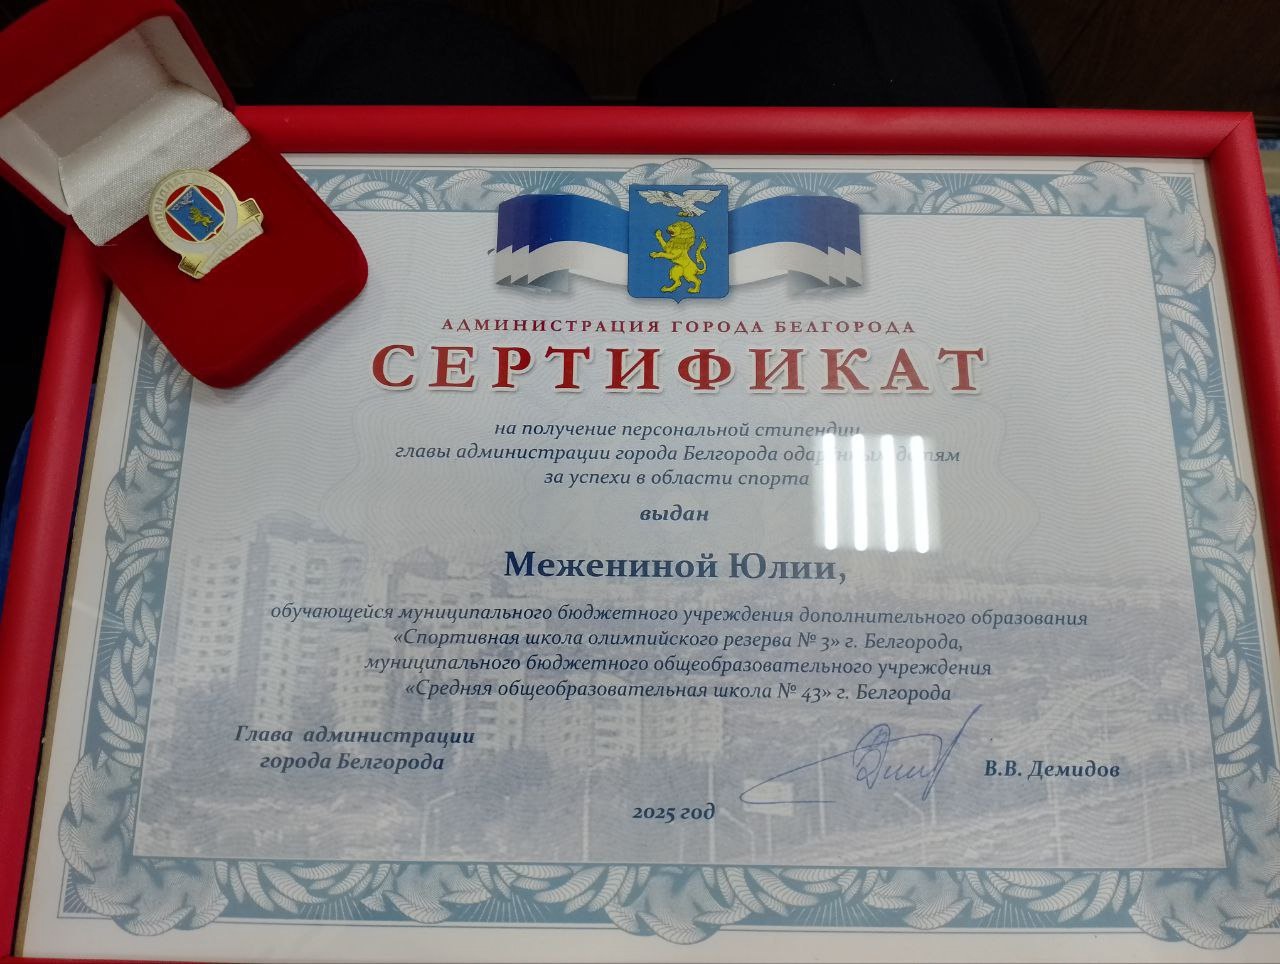 АДМИНИСТРАЦИЯ ГОРОДА БЕЛГОРОДА
СЕРТИФИКАТ
на получение персональной стипендии
главы администрации города Белгорода одаренным детям
за успехи в области спорта
выдан
Межениной Юлии,
обучающейся муниципального бюджетного учреждения дополнительного образования
«Спортивная школа олимпийского резерва № 3» г. Белгорода,
муниципального бюджетного общеобразовательного учреждения
«Средняя общеобразовательная школа № 43» г. Белгорода
Глава администрации
города Белгорода
В.В. Демидов
2025 год